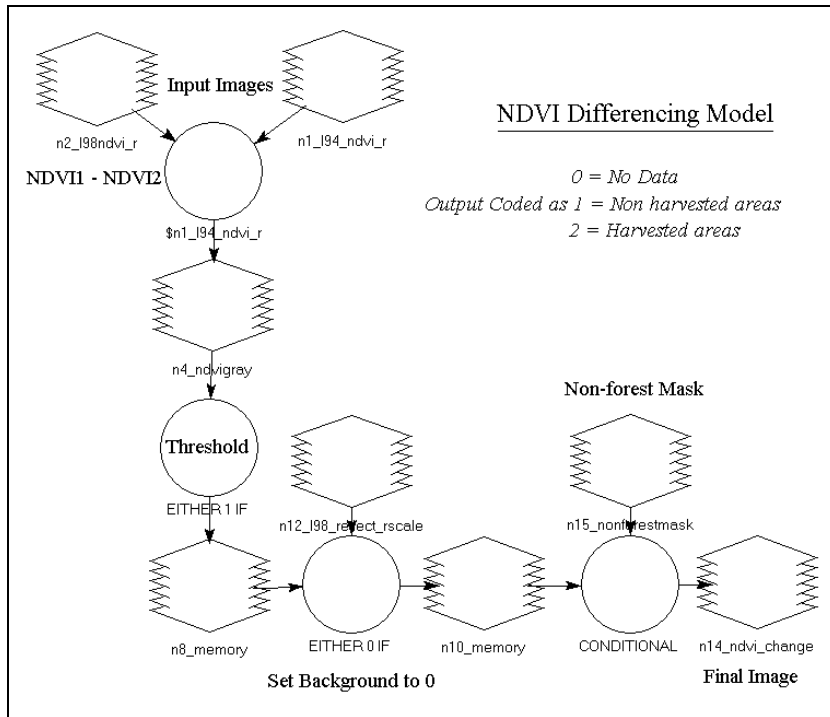 Input Images
n2_l98ndvi_r
n1_l94_ndvi_r
NDVI Differencing Model
NDVI1 - NDVI2
0 = No Data
Output Coded as 1 = Non harvested areas
2 = Harvested areas
$n1_l94_ndvi_r
n4_ndvigray
Non-forest Mask
Threshold
EITHER 1 IF
n12_l98_reflect_rscale
n15_nonforestmask
n8_memory
EITHER 0 IF
n10_memory
CONDITIONAL
n14_ndvi_change
Set Background to 0
Final Image